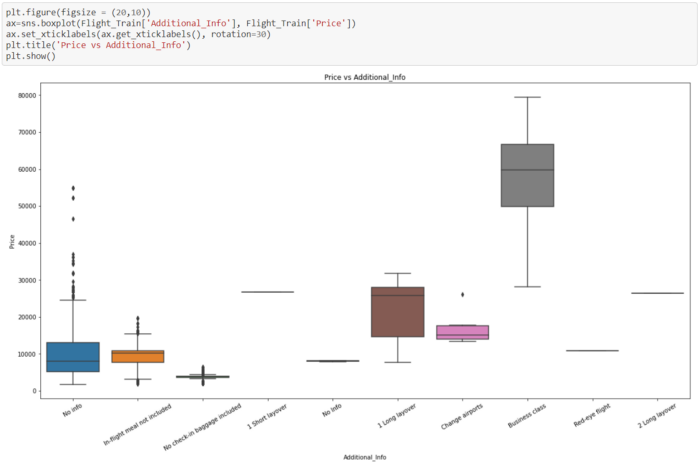 plt.figure(figsize = (20,10))
ax=sns.boxplot(Flight_Train['Additional_Info'], Flight_Train['Price'])
ax.set_xticklabels(ax.get_xticklabels(), rotation=30)
plt.title('Price vs Additional_Info')
plt.show()
Price vs Additional_Info
80000
70000
60000
50000
40000
30000
20000
10000
0
Price
No info
In-flight meal not included
No check-in baggage included
1 Short layover
No Info
1 Long layover
Change airports
Business class
Red-eye flight
2 Long layover
Additional_Info